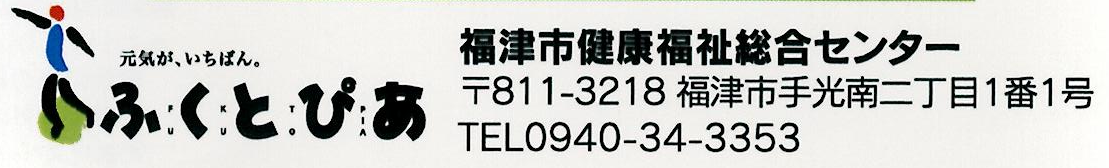 元気が、いちばん。
ふくとぴあ
FUKUTOPIA
福津市健康福祉総合センター
〒811-3218 福津市手光南二丁目1番1号
TEL0940-34-3353